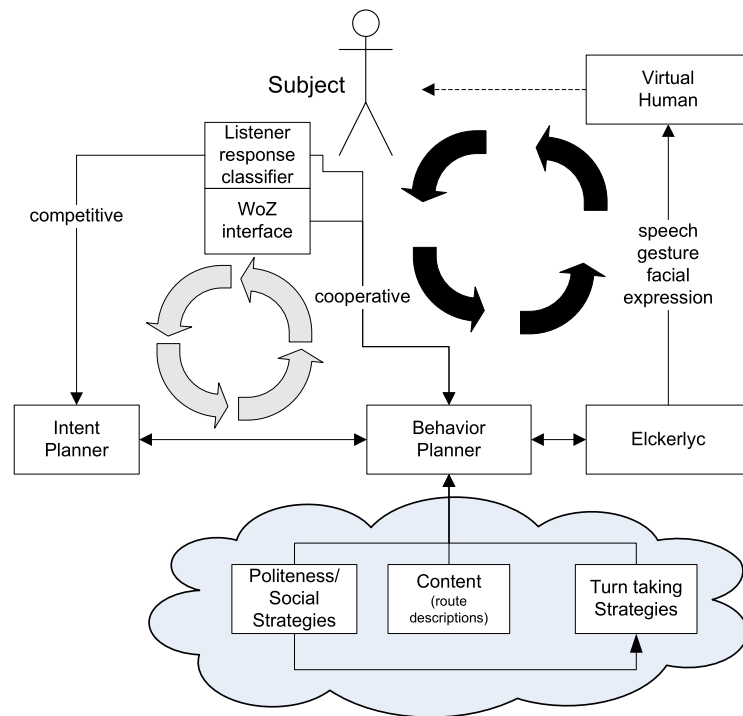 Subject
Virtual
Human
Listener
response
classifier
WoZ
interface
competitive
cooperative
speech
gesture
facial
expression
Intent
Planner
Behavior
Planner
Elckerlyc
Politeness/
Social
Strategies
Content
(route
descriptions)
Turn taking
Strategies